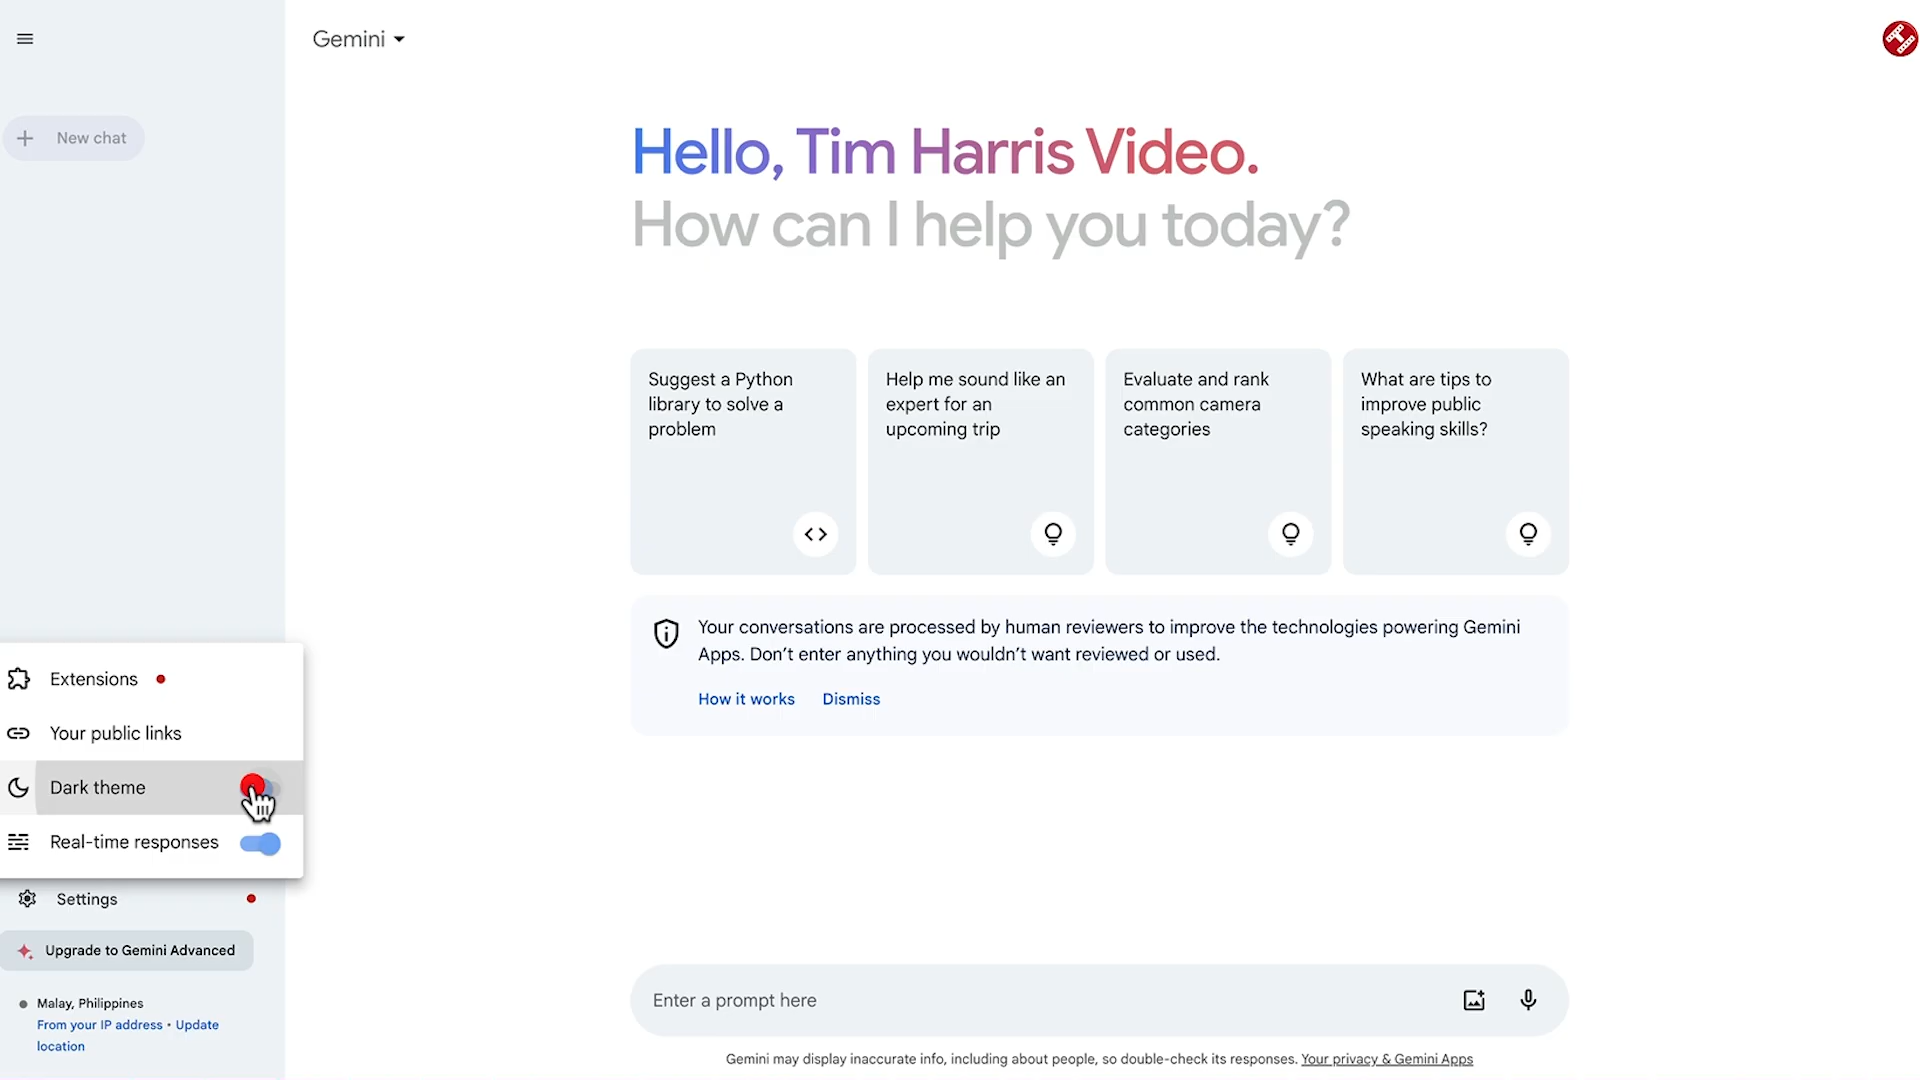 Gemini
New chat
Hello, Tim Harris Video.
How can I help you today?
Suggest a Python
library to solve a
problem
Help me sound like an
expert for an
upcoming trip
Evaluate and rank
common camera
categories
What are tips to
improve public
speaking skills?
Your conversations are processed by human reviewers to improve the technologies powering Gemini
Apps. Don’t enter anything you wouldn’t want reviewed or used.
How it works Dismiss
Extensions
Your public links
Dark theme
Real-time responses
Settings
Upgrade to Gemini Advanced
Malay, Philippines
From your IP address • Update
location
Enter a prompt here
Gemini may display inaccurate info, including about people, so double-check its responses. Your privacy & Gemini Apps